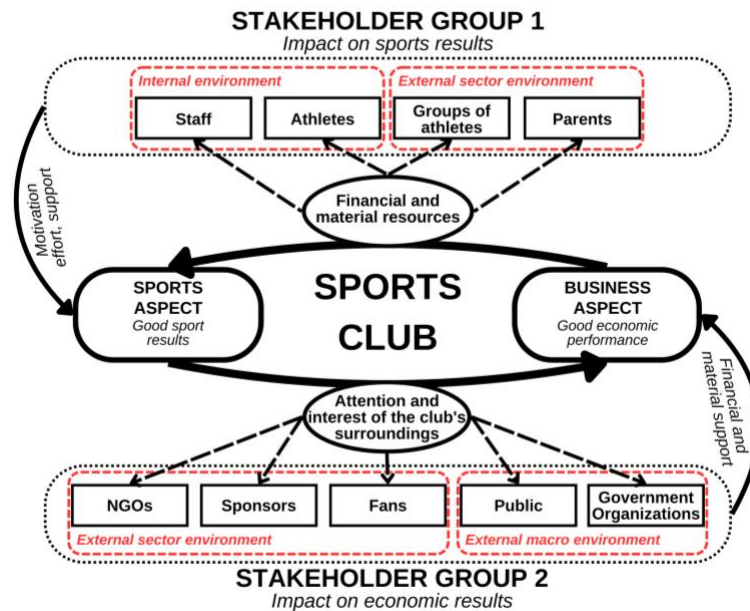 STAKEHOLDER GROUP 1
Impact on sports results
Internal environment
External sector environment
Staff
Athletes
Groups of
athletes
Parents
Motivation
effort, support
Financial and
material resources
SPORTS
ASPECT
Good sport
results
SPORTS
CLUB
BUSINESS
ASPECT
Good economic
performance
Financial and
material support
Attention and
interest of the club's
surroundings
NGOs
Sponsors
Fans
Public
Government
Organizations
External sector environment
External macro environment
STAKEHOLDER GROUP 2
Impact on economic results